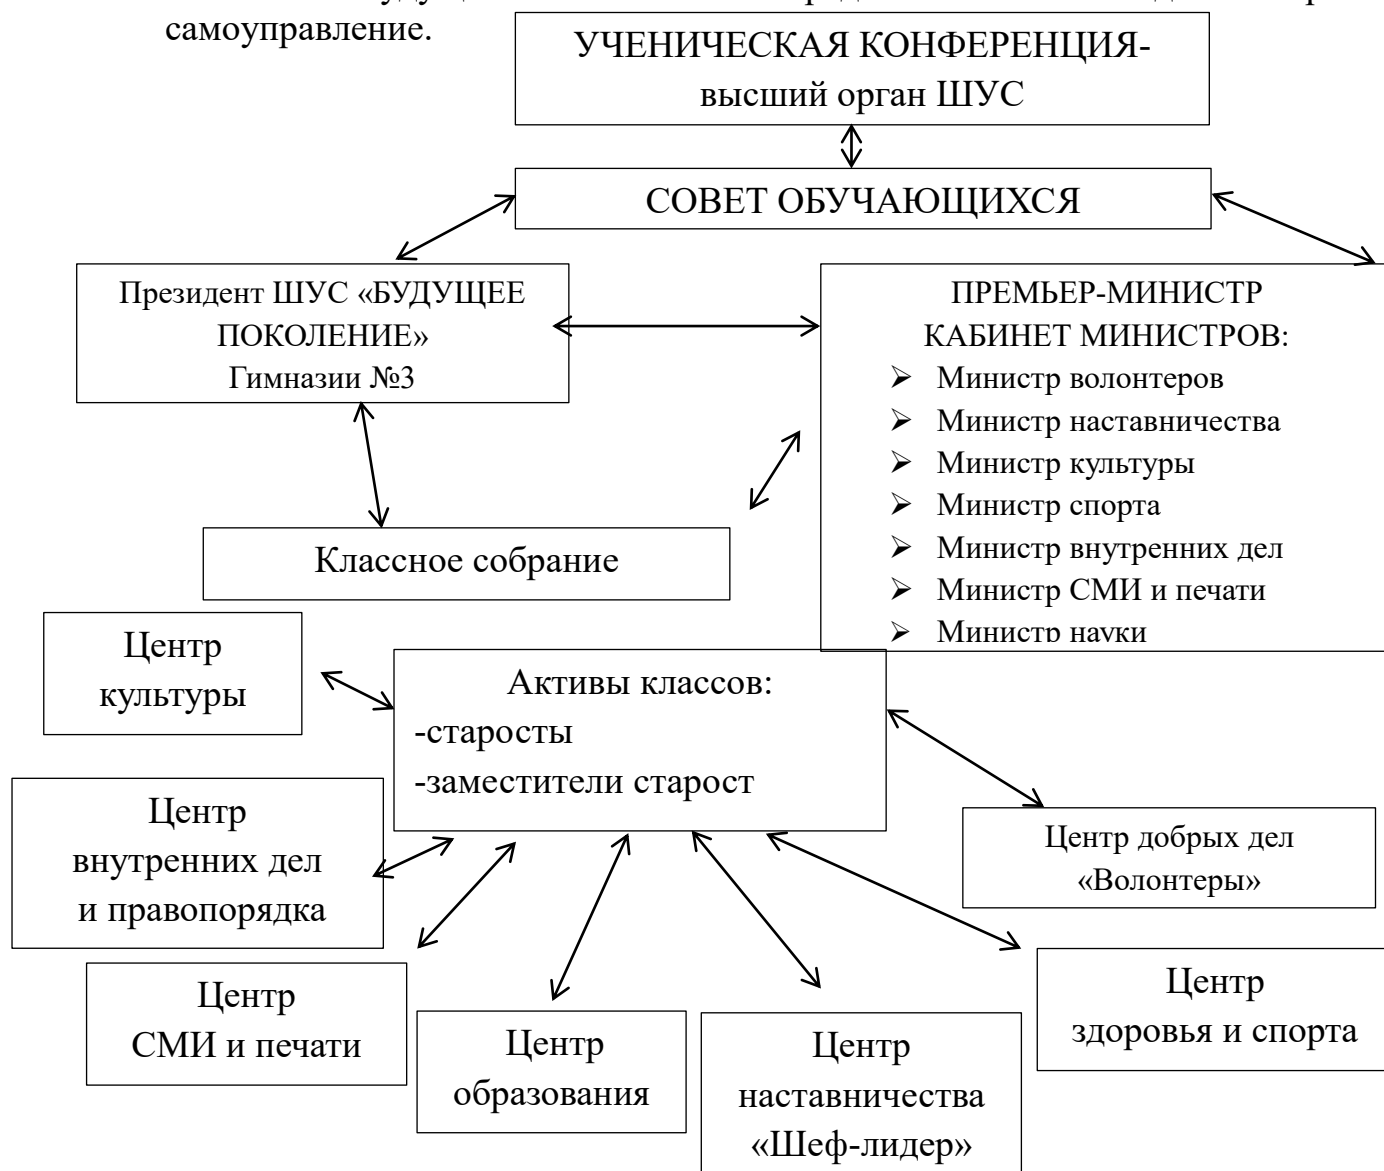 самоуправление.
УЧЕНИЧЕСКАЯ КОНФЕРЕНЦИЯ-
высший орган ШУС
СОВЕТ ОБУЧАЮЩИХСЯ
Президент ШУС «БУДУЩЕЕ
ПОКОЛЕНИЕ»
Гимназии №3
ПРЕМЬЕР-МИНИСТР
КАБИНЕТ МИНИСТРОВ:
➢ Министр волонтеров
➢ Министр наставничества
➢ Министр культуры
➢ Министр спорта
➢ Министр внутренних дел
➢ Министр СМИ и печати
➢ Министр науки
Классное собрание
Центр
культуры
Активы классов:
-старосты
-заместители старост
Центр
внутренних дел
и правопорядка
Центр добрых дел
«Волонтеры»
Центр
СМИ и печати
Центр
образования
Центр
наставничества
«Шеф-лидер»
Центр
здоровья и спорта